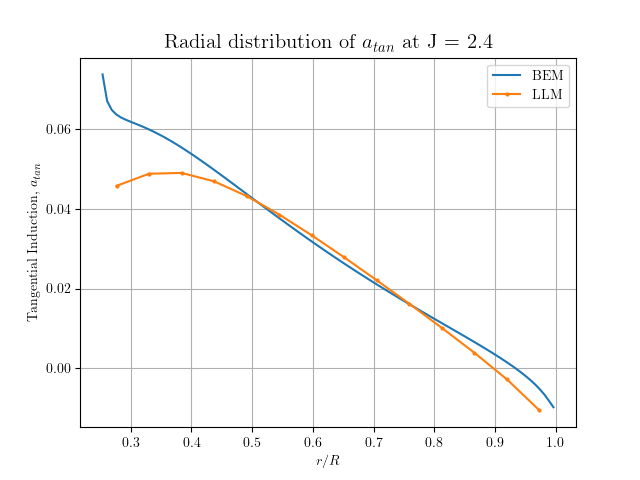 Radial distribution of a_{tan} at J = 2.4
BEM
LLM
Tangential Induction, a_{tan}
0.06
0.04
0.02
0.00
0.3 0.4 0.5 0.6 0.7 0.8 0.9 1.0
r/R